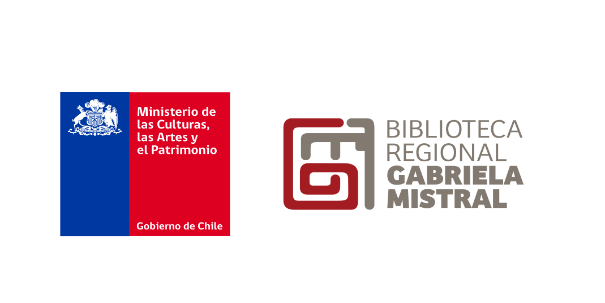 Ministerio de
las Culturas,
las Artes y
el Patrimonio
Gobierno de Chile
BIBLIOTECA
REGIONAL
GABRIELA
MISTRAL